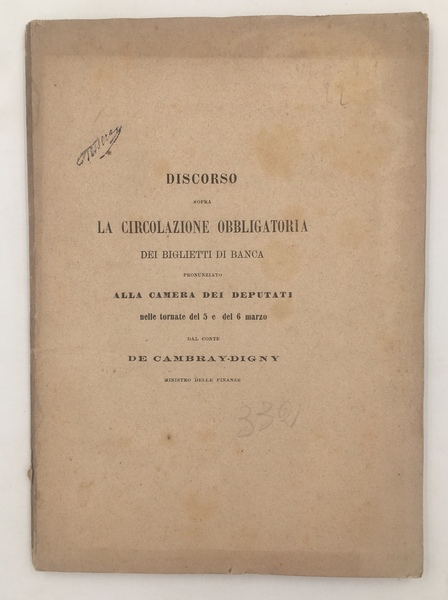 DISCORSO
SOPRA
LA CIRCOLAZIONE OBBLIGATORIA
DEI BIGLIETTI DI BANCA
PRONUNZIATO
ALLA CAMERA DEI DEPUTATI
nelle tornate del 5 e del 6 marzo
DAL CONTE
DE CAMBRAY-DIGNY
MINISTRO DELLE FINANZE